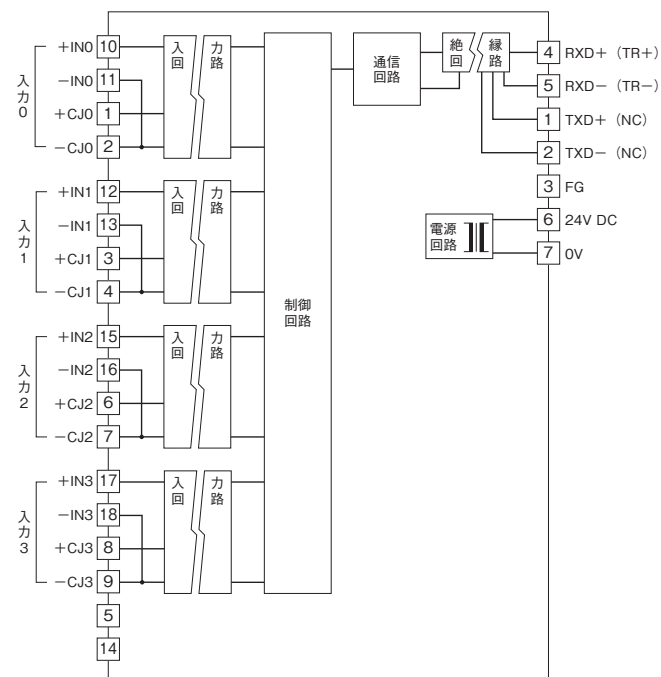 入力0
+IN0 10
−IN0 11
+CJ0 1
−CJ0 2
入力回路
入力1
+IN1 12
−IN1 13
+CJ1 3
−CJ1 4
入力回路
入力2
+IN2 15
−IN2 16
+CJ2 6
−CJ2 7
入力回路
入力3
+IN3 17
−IN3 18
+CJ3 8
−CJ3 9
入力回路
5
14
制御
回路
通信
回路
絶縁
回路
電源
回路
4 RXD+（TR+）
5 RXD−（TR−）
1 TXD+（NC）
2 TXD−（NC）
3 FG
6 24V DC
7 0V